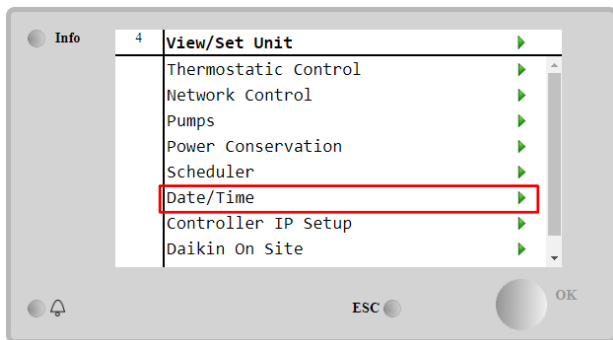 Info
4 View/Set Unit
Thermostatic Control
Network Control
Pumps
Power Conservation
Scheduler
Date/Time
Controller IP Setup
Daikin On Site
ESC
OK